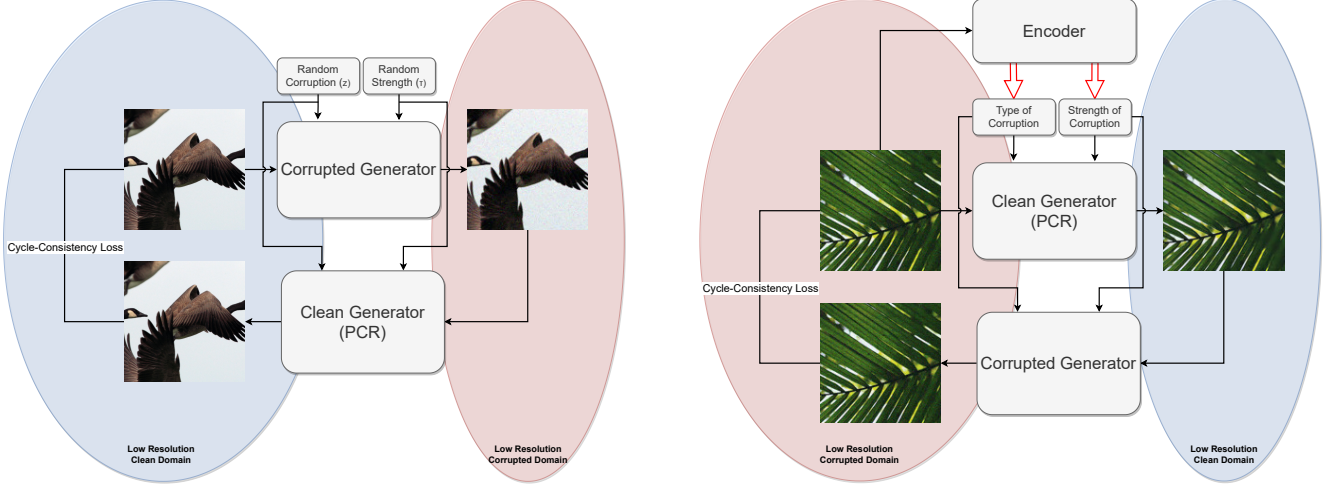 Random
Corruption (z)
Random
Strength (τ)
Corrupted Generator
Cycle-Consistency Loss
Clean Generator
(PCR)
Low Resolution
Clean Domain
Low Resolution
Corrupted Domain
Encoder
Type of
Corruption
Strength of
Corruption
Clean Generator
(PCR)
Cycle-Consistency Loss
Corrupted Generator
Low Resolution
Corrupted Domain
Low Resolution
Clean Domain